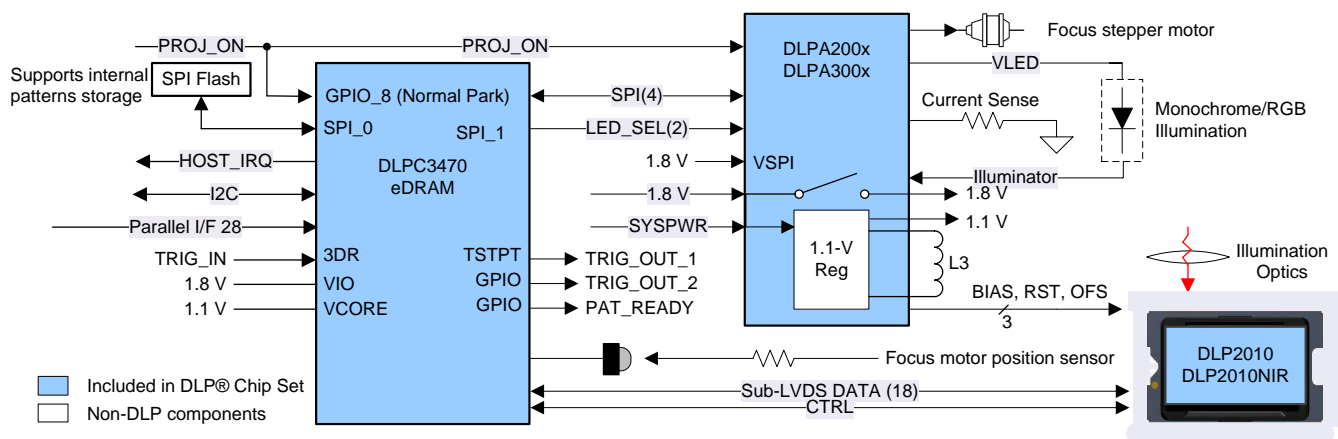 PROJ_ON
PROJ_ON
Supports internal
patterns storage
SPI Flash
GPIO_8 (Normal Park)
SPI_0
SPI_1
DLPC3470
eDRAM
HOST_IRQ
I2C
Parallel I/F 28
TRIG_IN
1.8 V
1.1 V
3DR
VIO
VCORE
TSTPT
GPIO
GPIO
TRIG_OUT_1
TRIG_OUT_2
PAT_READY
SPI(4)
LED_SEL(2)
1.8 V
1.8 V
SYSPWR
DLPA200x
DLPA300x
VSPI
1.1-V
Reg
Focus stepper motor
VLED
Current Sense
Monochrome/RGB
Illumination
Illuminator
1.8 V
1.1 V
L3
BIAS, RST, OFS
3
Illumination
Optics
DLP2010
DLP2010NIR
Focus motor position sensor
Sub-LVDS DATA (18)
CTRL
Included in DLP® Chip Set
Non-DLP components